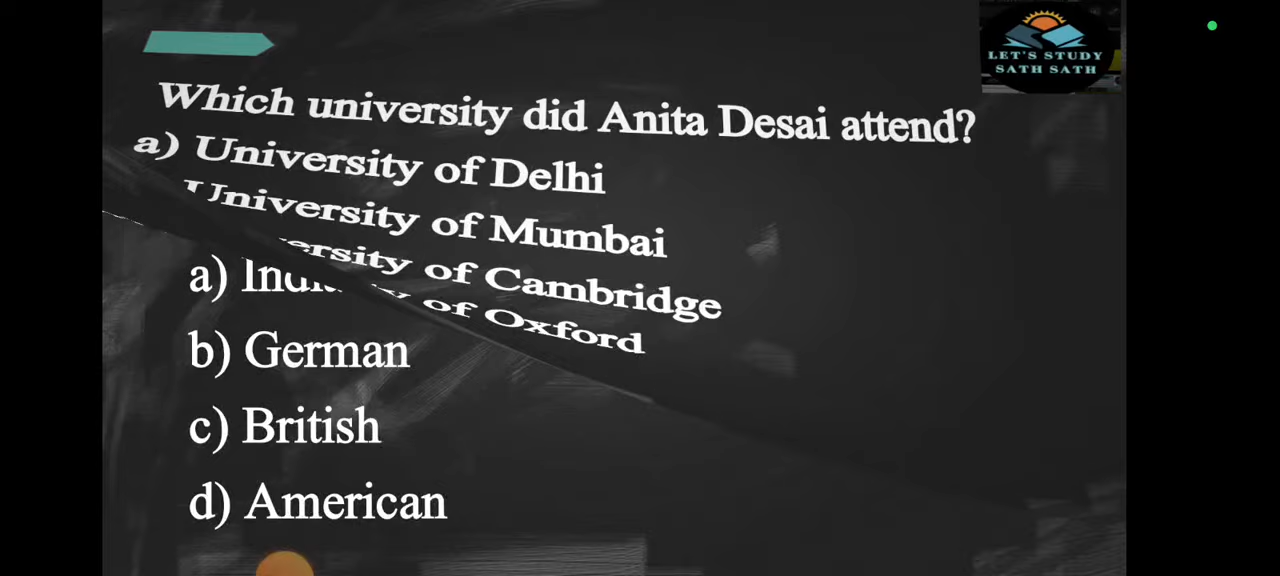 LET'S STUDY
SATH SATH
Which university did Anita Desai attend?
a) University of Delhi
University of Mumbai
of Cambridge
of Oxford
a)
b) German
c) British
d) American